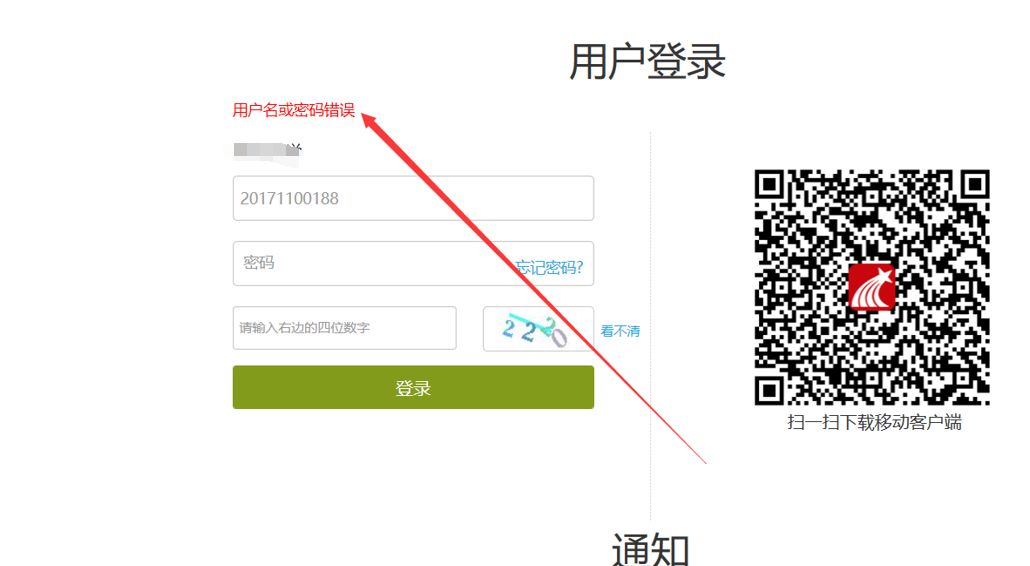 用户登录
用户名或密码错误
20171100188
密码
忘记密码?
请输入右边的四位数字
2220
看不清
登录
扫一扫下载移动客户端
通知